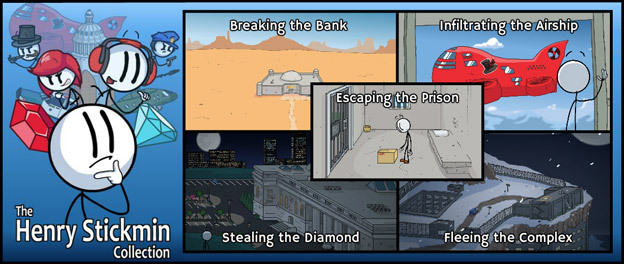 The
Henry Stickmin
Collection
Breaking the Bank
Infiltrating the Airship
Escaping the Prison
Stealing the Diamond
Fleeing the Complex